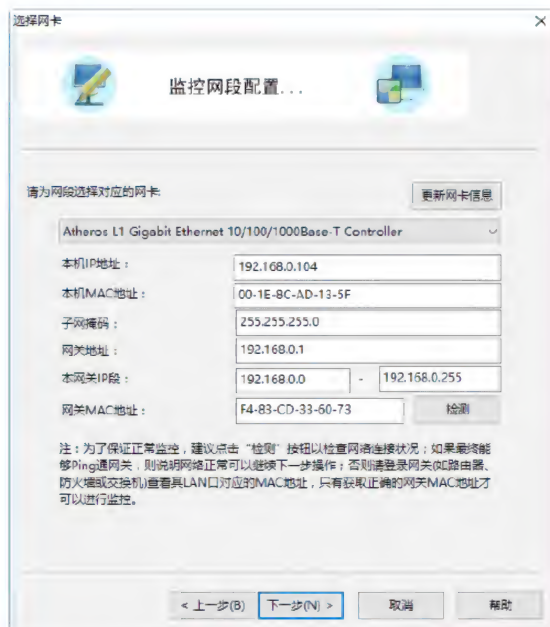 选择网卡
监控网段配置...
请为网段选择对应的网卡:
更新网卡信息
Atheros L1 Gigabit Ethernet 10/100/1000Base-T Controller
本机IP地址: 192.168.0.104
本机MAC地址: 00-1E-8C-AD-13-5F
子网掩码: 255.255.255.0
网关地址: 192.168.0.1
本网关IP段: 192.168.0.0 - 192.168.0.255
网关MAC地址: F4-83-CD-33-60-73 检测
注:为了保证正常监控,建议点击“检测”按钮以检查网络连接状况;如果最终能
够Ping通网关,则说明网络正常可以继续下一步操作;否则请登录网关(如路由器、
防火墙或交换机)查看其LAN口对应的MAC地址,只有获取正确的网关MAC地址才
可以进行监控。
< 上一步(B) 下一步(N) > 取消 帮助